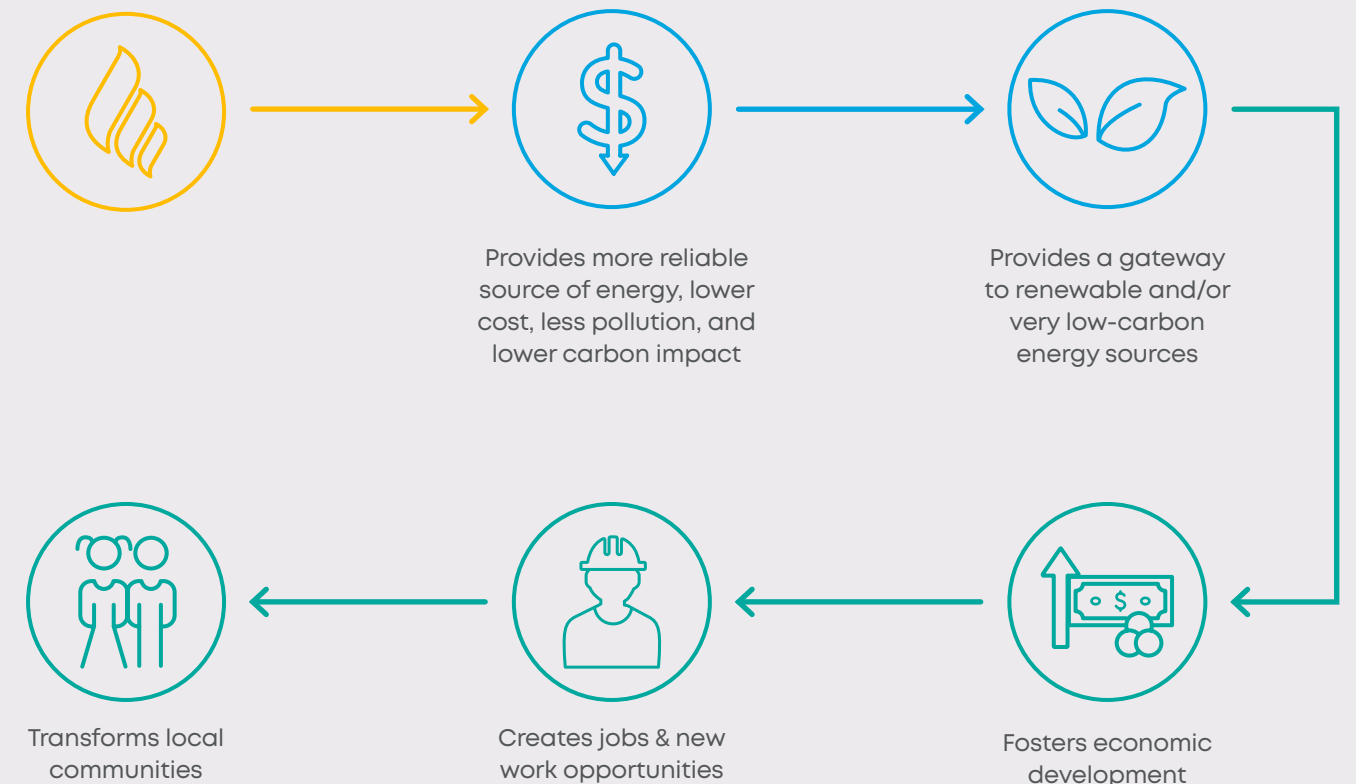 Provides more reliable
source of energy, lower
cost, less pollution, and
lower carbon impact
Provides a gateway
to renewable and/or
very low-carbon
energy sources
$
Transforms local
communities
Creates jobs & new
work opportunities
Fosters economic
development